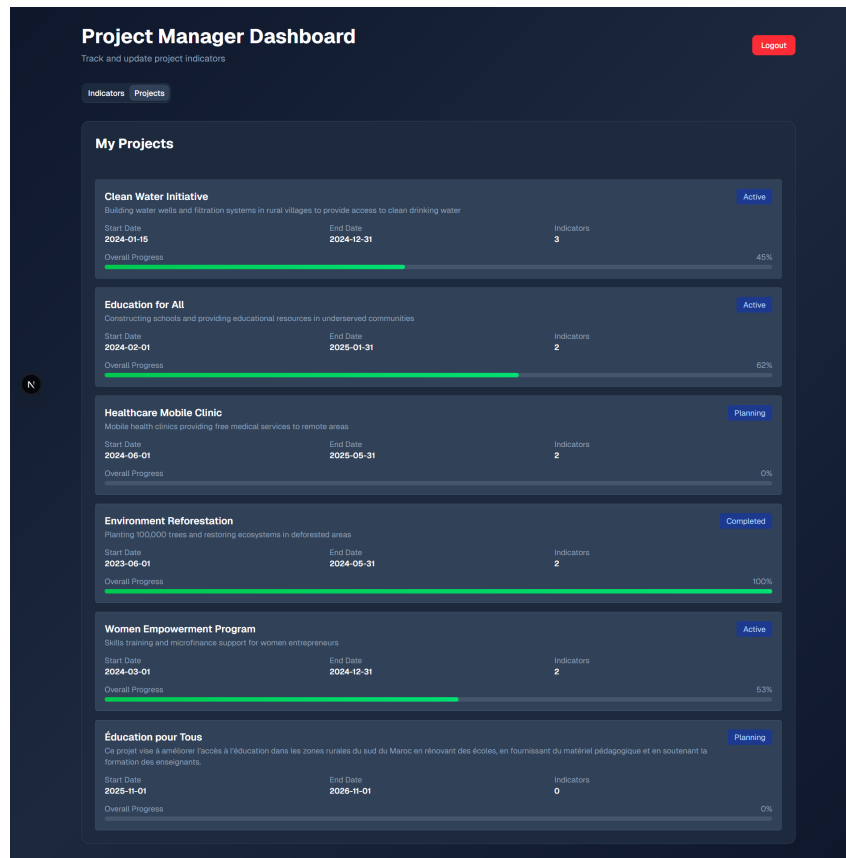 Project Manager Dashboard
Logout
Track and update project indicators
Indicators Projects
My Projects
Clean Water Initiative
Active
Building water wells and filtration systems in rural villages to provide access to clean drinking water
Start Date End Date Indicators
2024-01-15 2024-12-31 3
Overall Progress 45%
Education for All
Active
Constructing schools and providing educational resources in underserved communities
Start Date End Date Indicators
2024-02-01 2025-01-31 2
Overall Progress 62%
N
Healthcare Mobile Clinic
Planning
Mobile health clinics providing free medical services to remote areas
Start Date End Date Indicators
2024-06-01 2025-05-31 2
Overall Progress 0%
Environment Reforestation
Completed
Planting 100,000 trees and restoring ecosystems in deforested areas
Start Date End Date Indicators
2023-06-01 2024-05-31 2
Overall Progress 100%
Women Empowerment Program
Active
Skills training and microfinance support for women entrepreneurs
Start Date End Date Indicators
2024-03-01 2024-12-31 2
Overall Progress 53%
Éducation pour Tous
Planning
Ce projet vise à améliorer l'accès à l'éducation dans les zones rurales du sud du Maroc en rénovant des écoles, en fournissant du matériel pédagogique et en soutenant la
formation des enseignants.
Start Date End Date Indicators
2025-11-01 2026-11-01 0
Overall Progress 0%